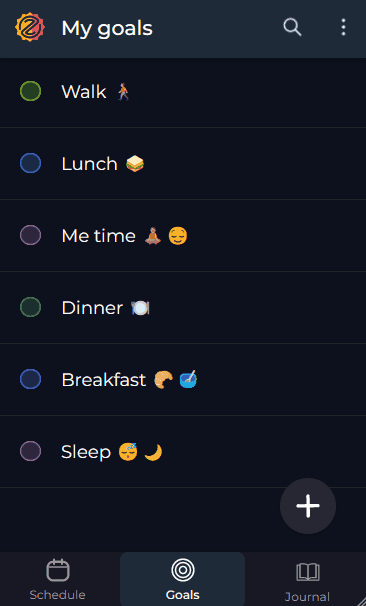 My goals
Walk 🚶🏾
Lunch 🥪
Me time 🧘🏽 😌
Dinner 🍽️
Breakfast 🥐 🥣
Sleep 😴 🌙
Schedule
Goals
Journal